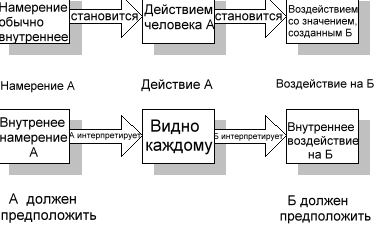 Намерение
обычно
внутреннее
становится
Действием
человека А
становится
Воздействием
со значением,
созданным Б
Намерение А
Действие А
Воздействие на Б
Внутренее
намерение
А
А интерпретирует
Видно
каждому
Б интерпретирует
Внутреннее
воздействие
на Б
А должен
предположить
Б должен
предположить